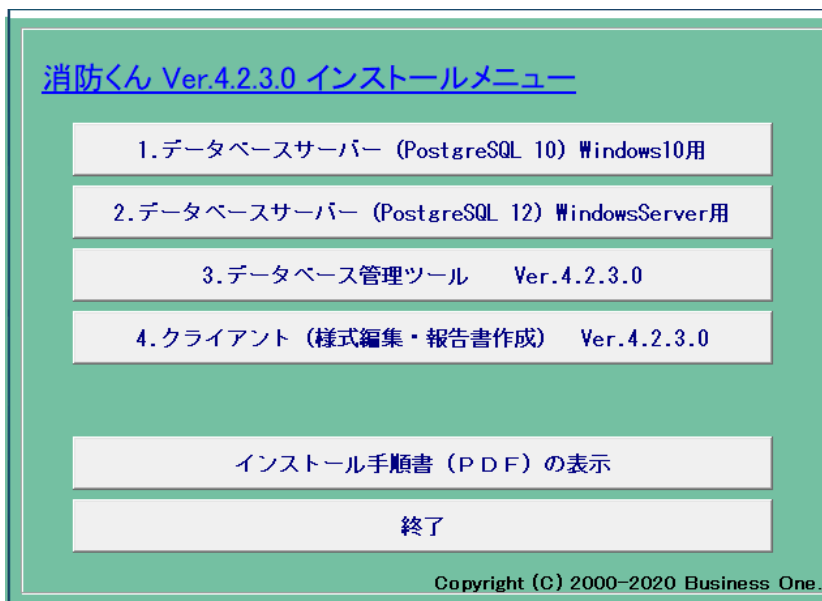 消防くん Ver.4.2.3.0 インストールメニュー
1.データベースサーバー (PostgreSQL 10) Windows10用
2.データベースサーバー (PostgreSQL 12) WindowsServer用
3.データベース管理ツール　　Ver.4.2.3.0
4.クライアント (様式編集・報告書作成)　　Ver.4.2.3.0
インストール手順書（ＰＤＦ）の表示
終了
Copyright (C) 2000-2020 Business One.